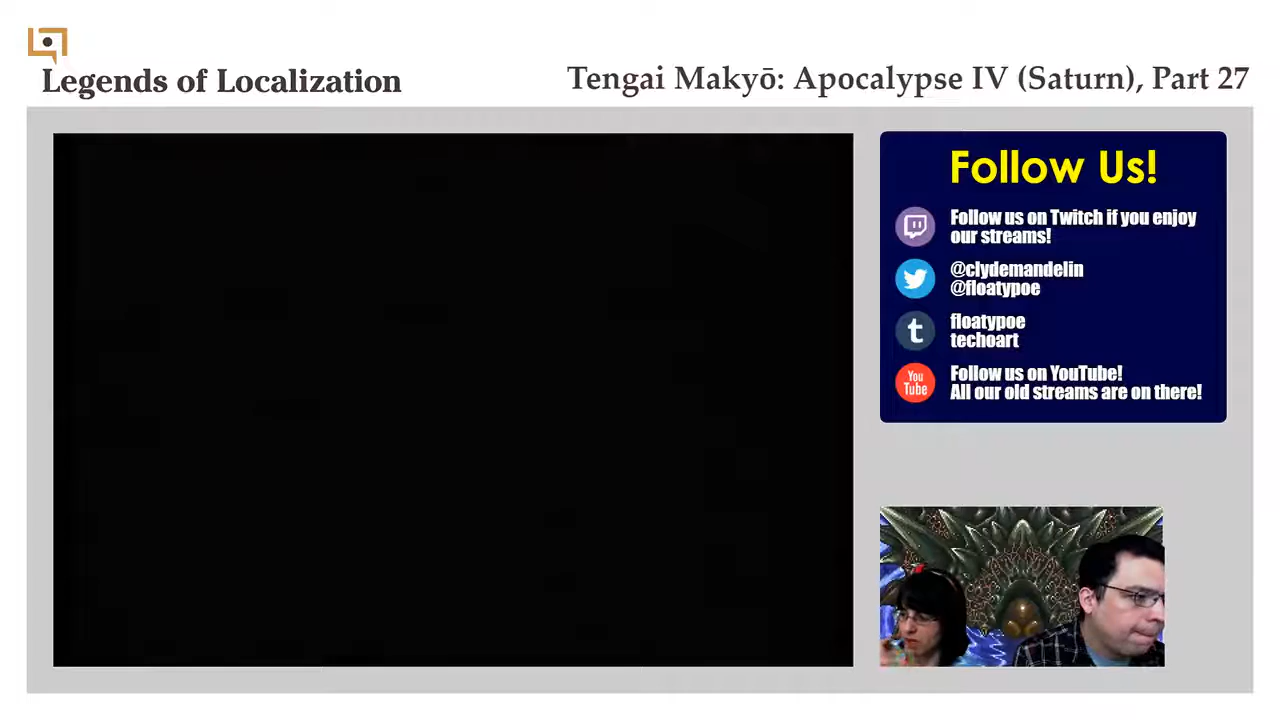 Legends of Localization
Tengai Makyō: Apocalypse IV (Saturn), Part 27
Follow Us!
Follow us on Twitch if you enjoy
our streams!
@clydemandelin
@floatypoe
floatypoe
techoart
You
Tube
Follow us on YouTube!
All our old streams are on there!